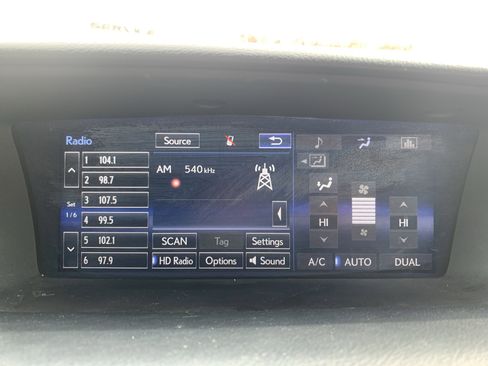 Radio
Source
1 104.1
2 98.7
3 107.5
4 99.5
5 102.1
6 97.9
Set
1/6
AM 540 kHz
SCAN
Tag
Settings
HD Radio
Options
Sound
HI
HI
A/C
AUTO
DUAL